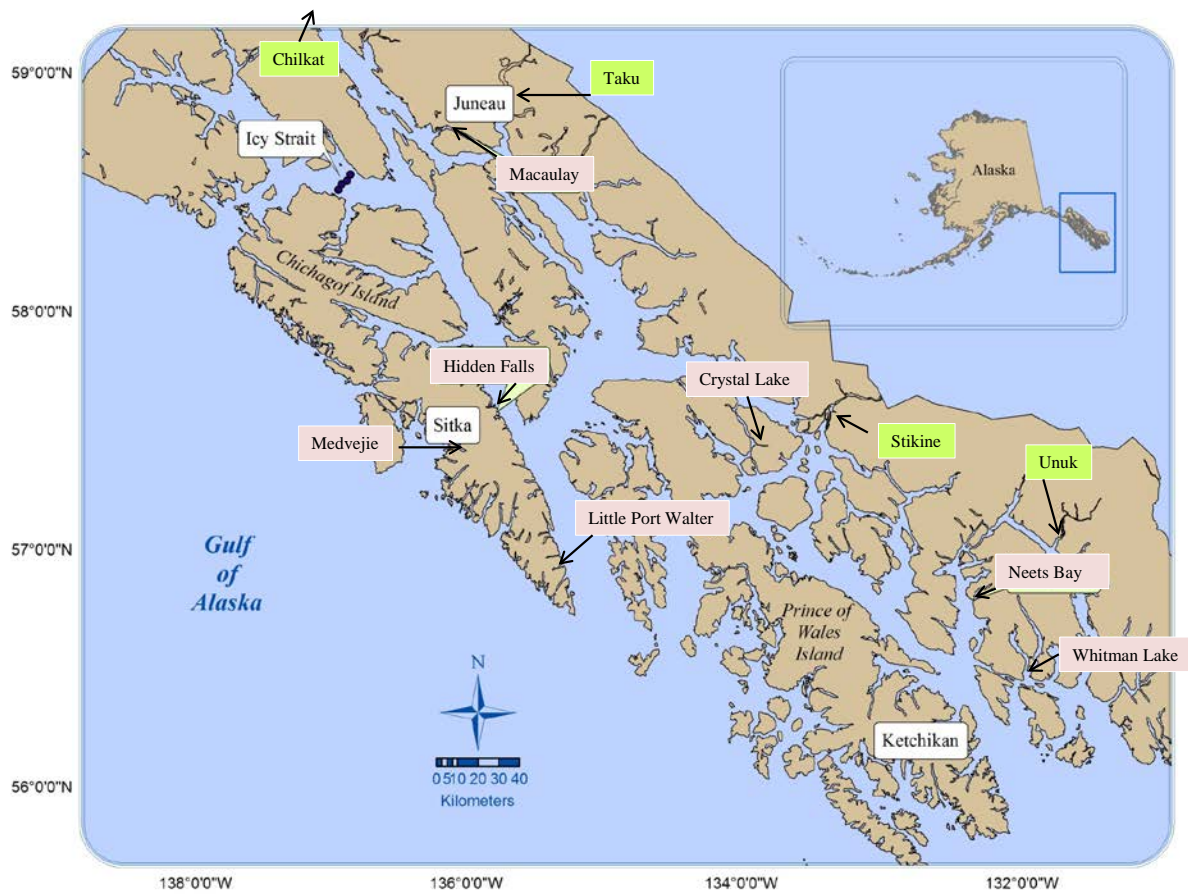 Chilkat
59°0'0"N
Taku
Juneau
Icy Strait
Macaulay
Alaska
Chichagof Island
58°0'0"N
Hidden Falls
Crystal Lake
Sitka
Medvejie
Stikine
Unuk
Little Port Walter
57°0'0"N
Gulf
of
Alaska
Neets Bay
Prince of
Wales
Island
Whitman Lake
N
Ketchikan
0 5 10 20 30 40
Kilometers
56°0'0"N
138°0'0"W
136°0'0"W
134°0'0"W
132°0'0"W